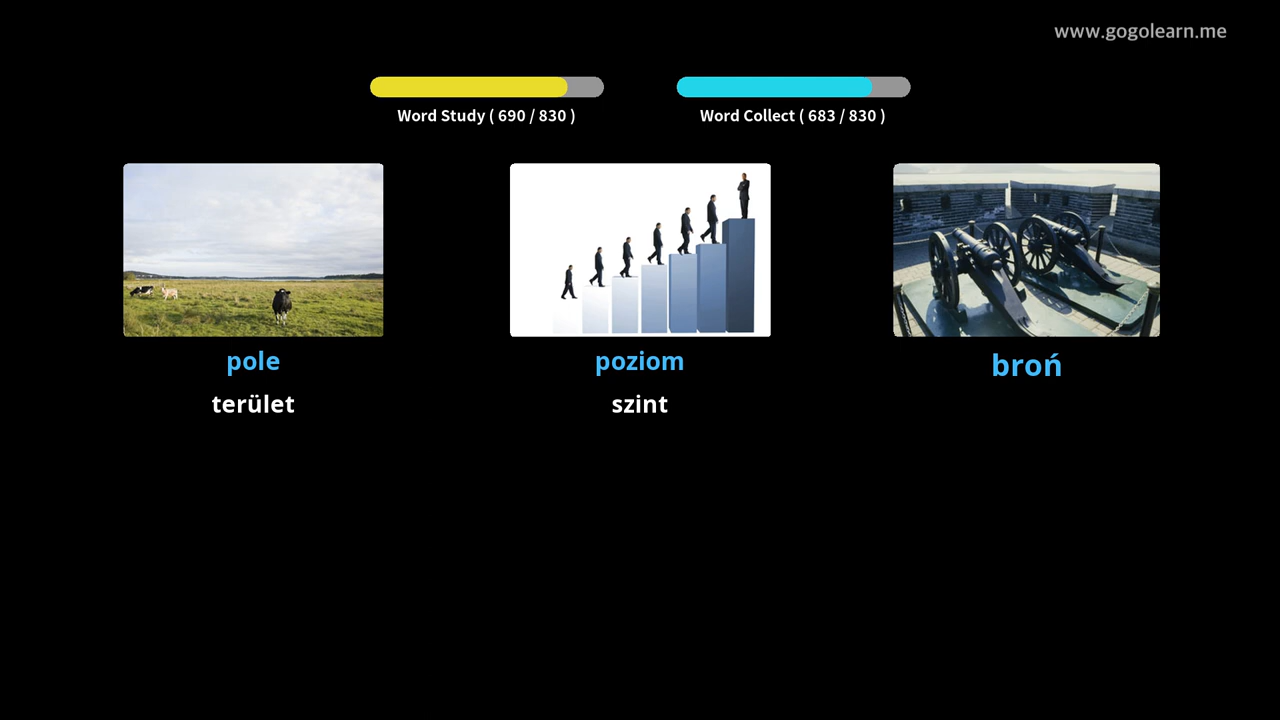 www.gogolearn.me
Word Study ( 690 / 830 )
Word Collect ( 683 / 830 )
pole
poziom
broń
terület
szint